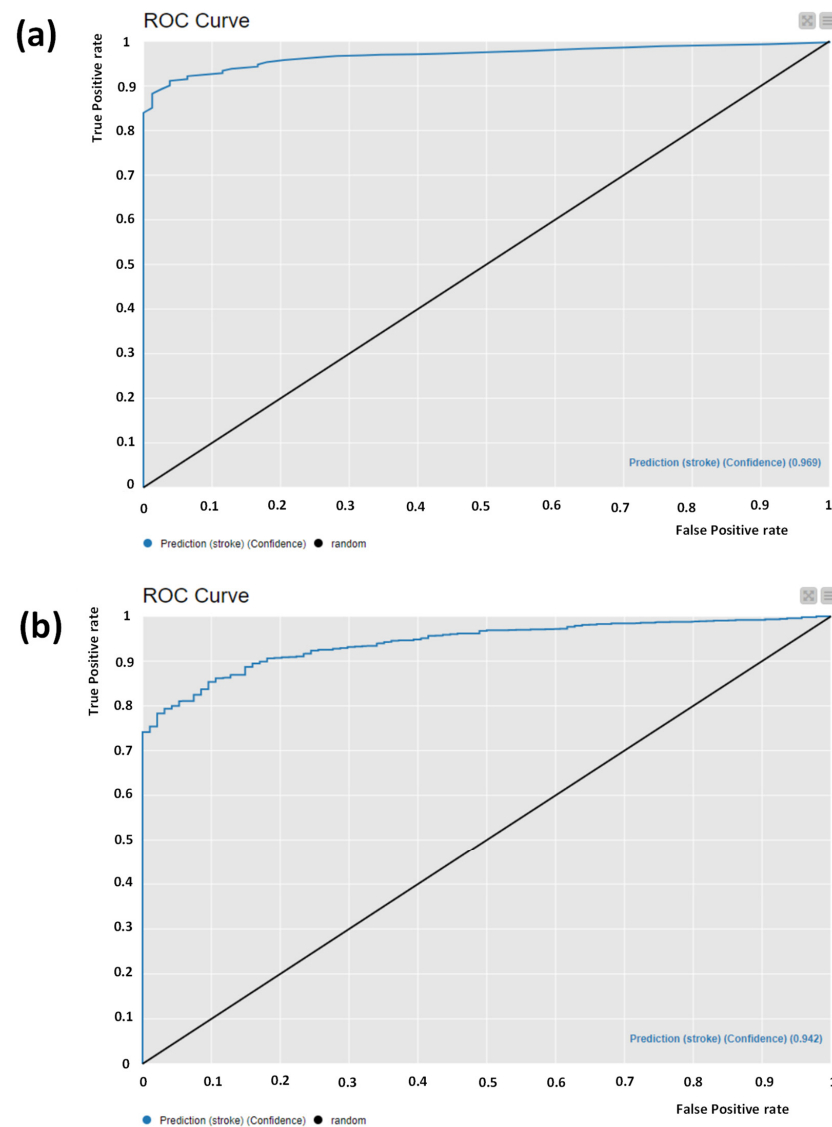 (a)
ROC Curve
True Positive rate
1
0.9
0.8
0.7
0.6
0.5
0.4
0.3
0.2
0.1
0
Prediction (stroke) (Confidence) (0.969)
0 0.1 0.2 0.3 0.4 0.5 0.6 0.7 0.8 0.9 1
False Positive rate
Prediction (stroke) (Confidence) random
(b)
ROC Curve
True Positive rate
1
0.9
0.8
0.7
0.6
0.5
0.4
0.3
0.2
0.1
0
Prediction (stroke) (Confidence) (0.942)
0 0.1 0.2 0.3 0.4 0.5 0.6 0.7 0.8 0.9 1
False Positive rate
Prediction (stroke) (Confidence) random